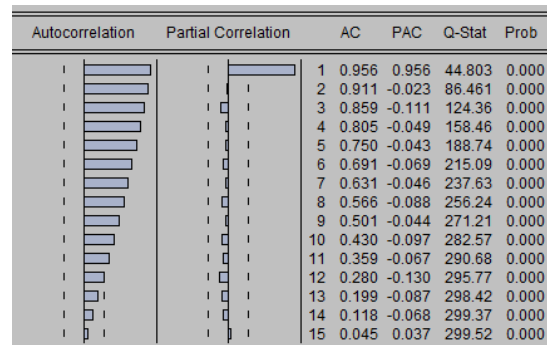 Autocorrelation Partial Correlation AC PAC Q-Stat Prob
1 0.956 0.956 44.803 0.000
2 0.911 -0.023 86.461 0.000
3 0.859 -0.111 124.36 0.000
4 0.805 -0.049 158.46 0.000
5 0.750 -0.043 188.74 0.000
6 0.691 -0.069 215.09 0.000
7 0.631 -0.046 237.63 0.000
8 0.566 -0.088 256.24 0.000
9 0.501 -0.044 271.21 0.000
10 0.430 -0.097 282.57 0.000
11 0.359 -0.067 290.68 0.000
12 0.280 -0.130 295.77 0.000
13 0.199 -0.087 298.42 0.000
14 0.118 -0.068 299.37 0.000
15 0.045 0.037 299.52 0.000